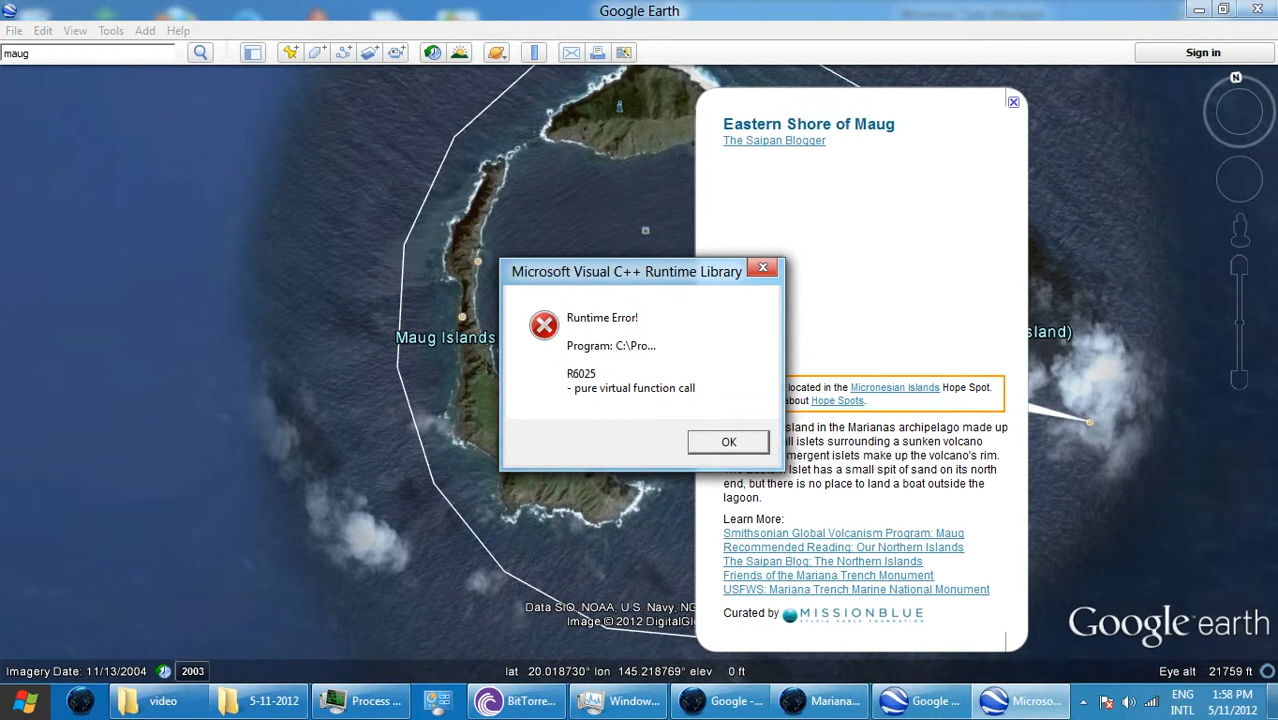 Google Earth
File Edit View Tools Add Help
maug
Sign in
N
Eastern Shore of Maug
The Saipan Blogger
Microsoft Visual C++ Runtime Library
Runtime Error!
Program: C:\Pro...
R6025
- pure virtual function call
OK
Maug Islands
land)
located in the Micronesian Islands Hope Spot.
about Hope Spots.
island in the Marianas archipelago made up
islets surrounding a sunken volcano
emergent islets make up the volcano's rim.
Islet has a small spit of sand on its north
end, but there is no place to land a boat outside the
lagoon.
Learn More:
Smithsonian Global Volcanism Program: Maug
Recommended Reading: Our Northern Islands
The Saipan Blog: The Northern Islands
Friends of the Mariana Trench Monument
USFWS: Mariana Trench Marine National Monument
Curated by MISSIONBLUE
SYLVIA EARLE FOUNDATION
Data SIO, NOAA, U.S. Navy, NG
Image © 2012 DigitalGlo
Google earth
Imagery Date: 11/13/2004 2003 lat 20.018730° lon 145.218769° elev 0 ft Eye alt 21759 ft
video 5-11-2012 Process ... BitTorre... Window... Google -... Mariana... Google ... Microso... ENG INTL 1:58 PM 5/11/2012